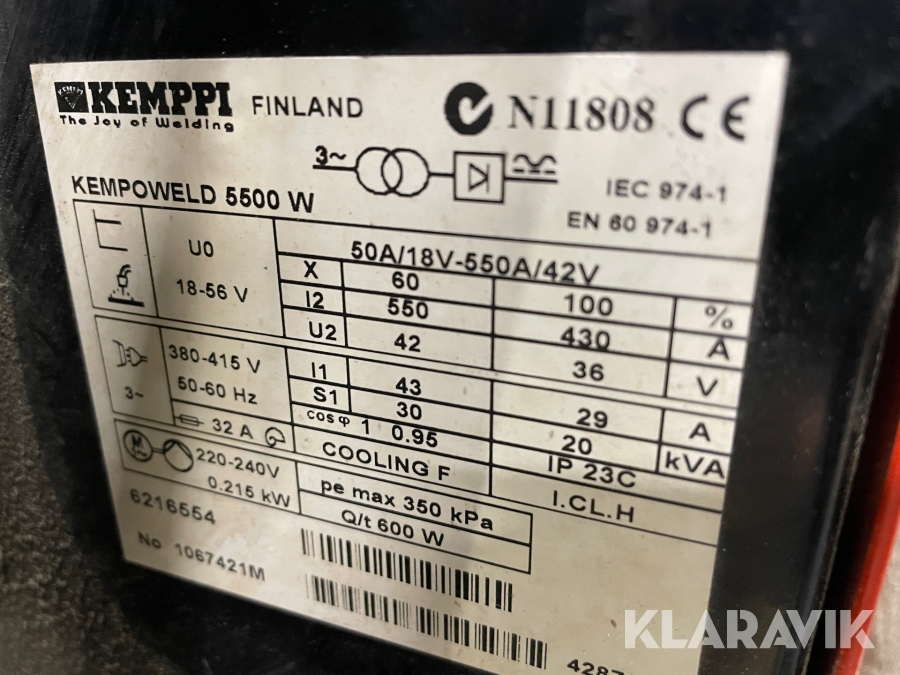 KEMPPI FINLAND N11808 CE
The Joy of Welding
3~
KEMPOWELD 5500 W
IEC 974-1
EN 60 974-1
U0
18-56 V
50A/18V-550A/42V
X 60 100 %
I2 550 430 A
U2 42 36 V
3~
380-415 V
50-60 Hz
32 A
I1 43 29 A
S1 30 20 kVA
cos φ 1 0.95 IP 23C
COOLING F I.CL.H
M
220-240V
0.215 kW
pe max 350 kPa
Q/t 600 W
6216554
No 1067421M
KLARAVIK